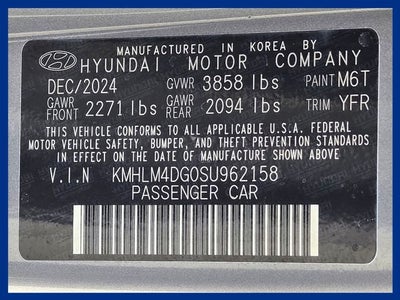 MANUFACTURED IN KOREA BY
HYUNDAI MOTOR COMPANY
DEC/2024 GVWR 3858 lbs PAINT M6T
GAWR FRONT 2271 lbs GAWR REAR 2094 lbs TRIM YFR
THIS VEHICLE CONFORMS TO ALL APPLICABLE U.S.A. FEDERAL
MOTOR VEHICLE SAFETY, BUMPER, AND THEFT PREVENTION STANDARDS
IN EFFECT ON THE DATE OF MANUFACTURE SHOWN ABOVE
V.I.N KMHLM4DG0SU962158
PASSENGER CAR